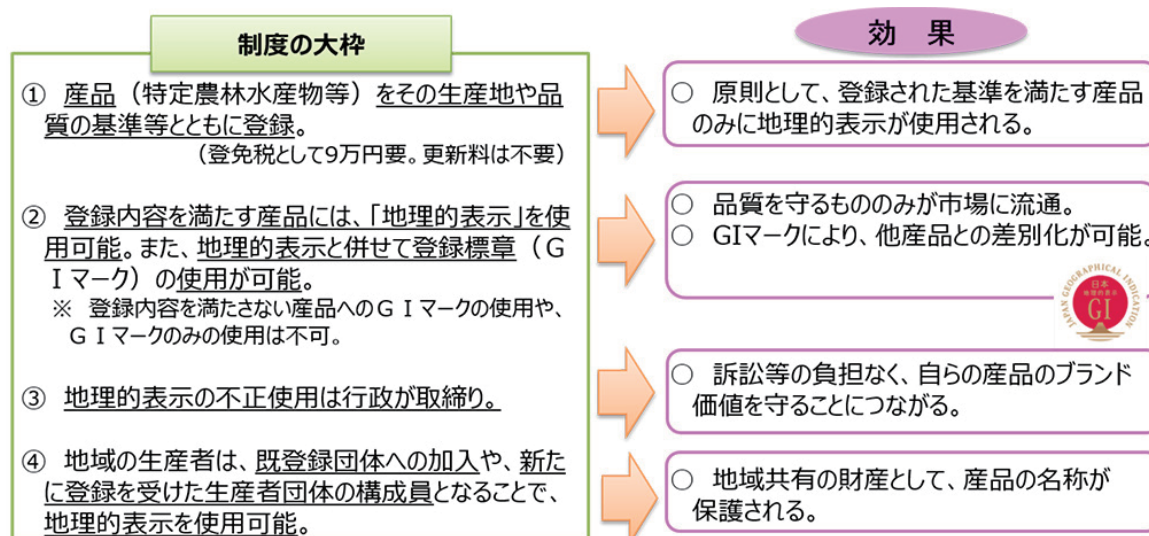 制度の大枠
① 産品（特定農林水産物等）をその生産地や品
質の基準等とともに登録。
（登免税として9万円要。更新料は不要）
② 登録内容を満たす産品には、「地理的表示」を使
用可能。また、地理的表示と併せて登録標章（Ｇ
Ｉマーク）の使用が可能。
※ 登録内容を満たさない産品へのＧＩマークの使用や、
ＧＩマークのみの使用は不可。
③ 地理的表示の不正使用は行政が取締り。
④ 地域の生産者は、既登録団体への加入や、新た
に登録を受けた生産者団体の構成員となることで、
地理的表示を使用可能。
効　果
○ 原則として、登録された基準を満たす産品
のみに地理的表示が使用される。
○ 品質を守るもののみが市場に流通。
○ GIマークにより、他産品との差別化が可能。
JAPAN GEOGRAPHICAL INDICATION
日本
地理的表示
GI
○ 訴訟等の負担なく、自らの産品のブランド
価値を守ることにつながる。
○ 地域共有の財産として、産品の名称が
保護される。